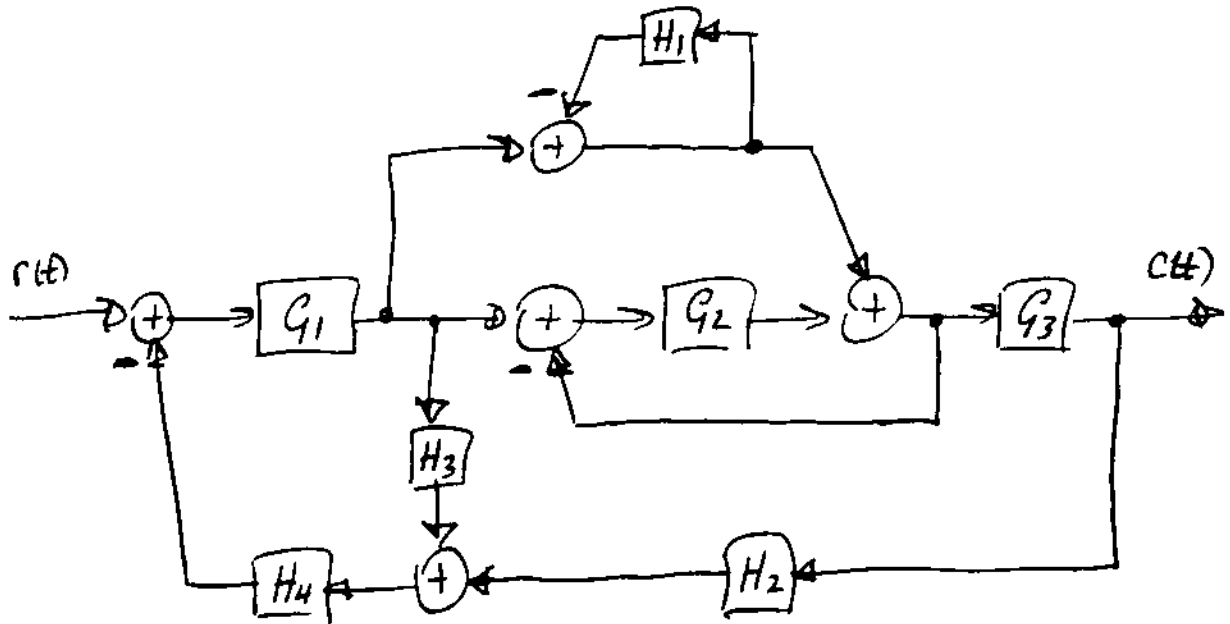 H1
-
+
r(t)
C(t)
+
G1
+
G2
+
G3
-
-
H3
H4
+
H2